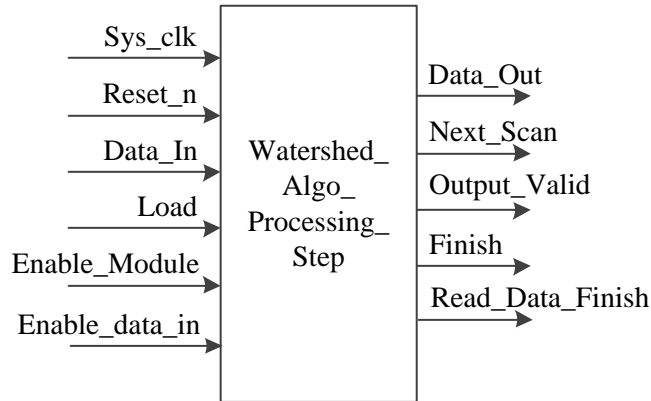 Sys_clk
Reset_n
Data_In
Load
Enable_Module
Enable_data_in
Watershed_
Algo_
Processing_
Step
Data_Out
Next_Scan
Output_Valid
Finish
Read_Data_Finish